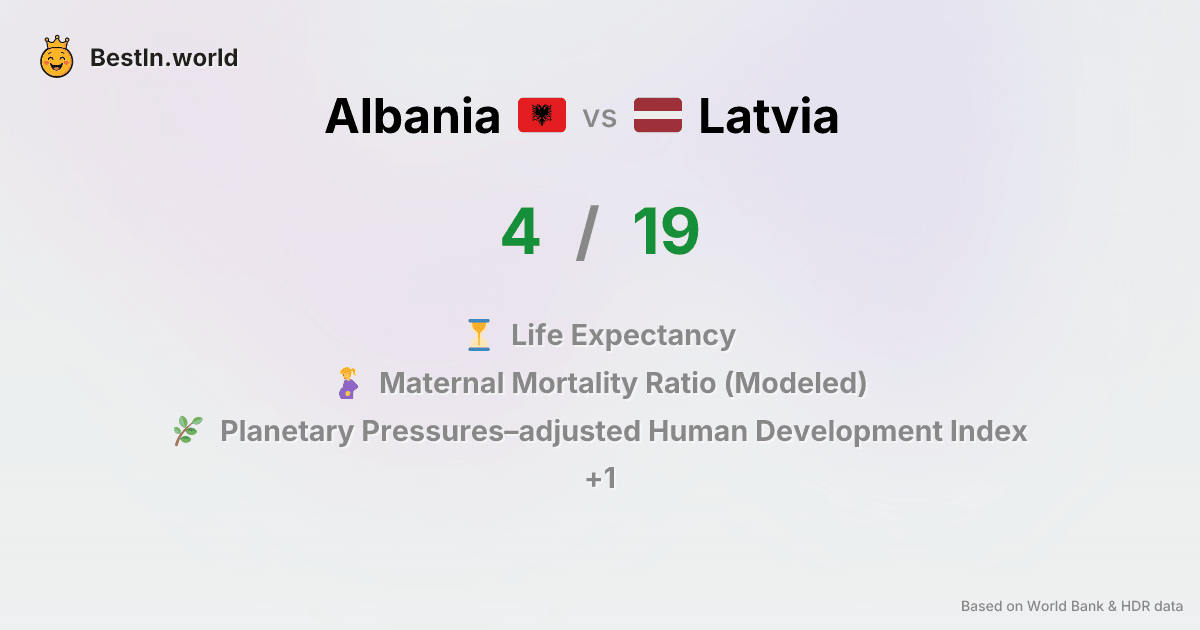 BestIn.world
Albania vs Latvia
4 / 19
Life Expectancy
Maternal Mortality Ratio (Modeled)
Planetary Pressures–adjusted Human Development Index
+1
Based on World Bank & HDR data